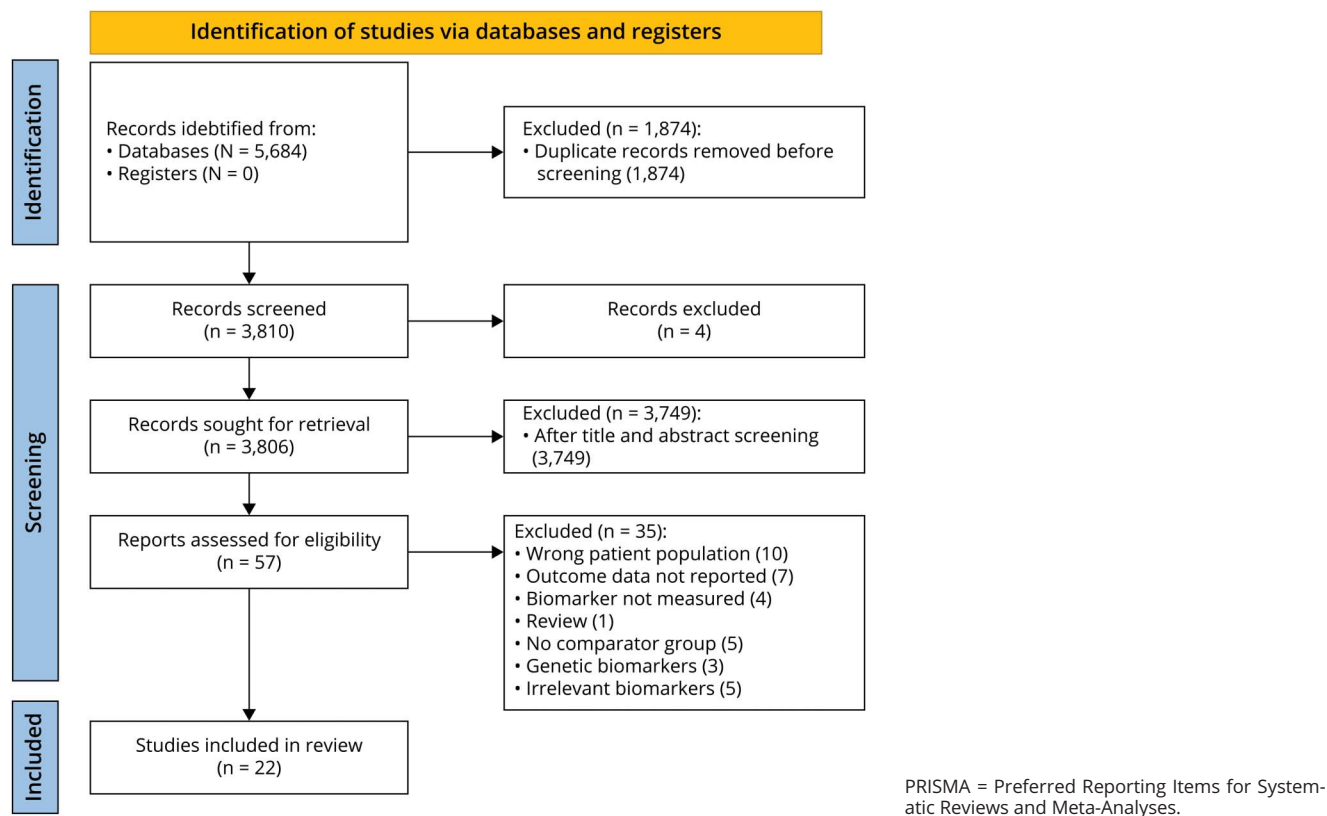 Identification of studies via databases and registers
Identification
Records idebtified from:
• Databases (N = 5,684)
• Registers (N = 0)
Excluded (n = 1,874):
• Duplicate records removed before
screening (1,874)
Screening
Records screened
(n = 3,810)
Records excluded
(n = 4)
Records sought for retrieval
(n = 3,806)
Excluded (n = 3,749):
• After title and abstract screening
(3,749)
Reports assessed for eligibility
(n = 57)
Excluded (n = 35):
• Wrong patient population (10)
• Outcome data not reported (7)
• Biomarker not measured (4)
• Review (1)
• No comparator group (5)
• Genetic biomarkers (3)
• Irrelevant biomarkers (5)
Included
Studies included in review
(n = 22)
PRISMA = Preferred Reporting Items for System-
atic Reviews and Meta-Analyses.